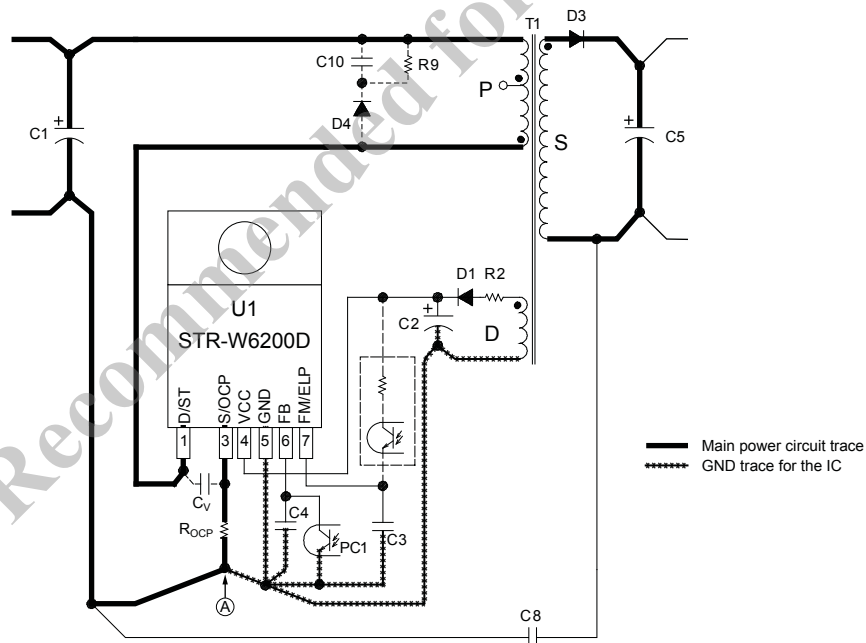 T1
D3
C10
R9
P
D4
C1
S
C5
Recommended for
U1
STR-W6200D
D1 R2
C2
D
D/ST
S/OCP
VCC
GND
FB
FM/ELP
1 3 4 5 6 7
CV
C4
ROCP
PC1
C3
A
C8
Main power circuit trace
GND trace for the IC